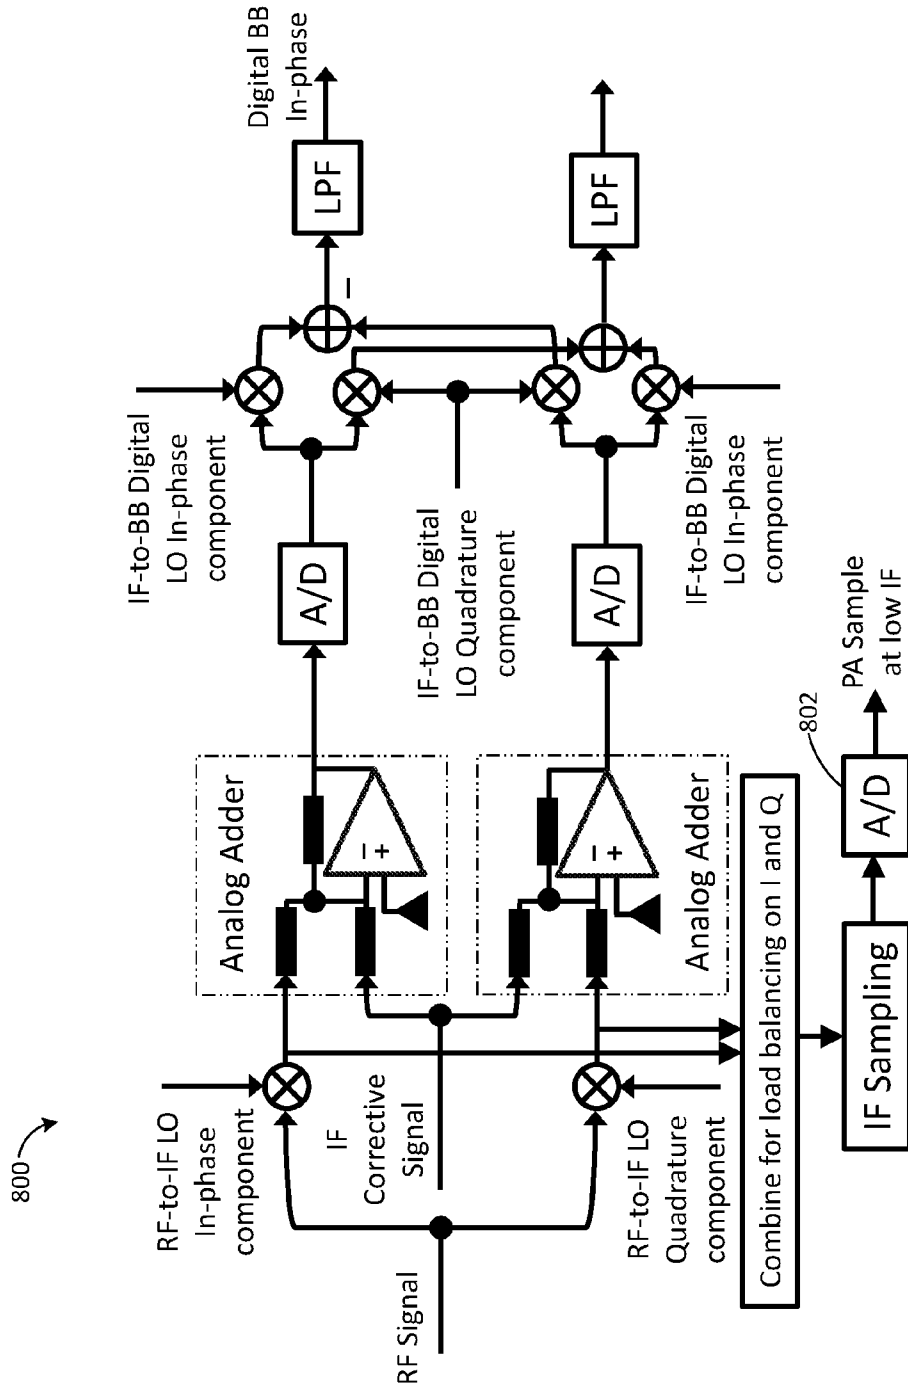 800
RF Signal
RF-to-IF LO
In-phase
component
IF
Corrective
Signal
RF-to-IF LO
Quadrature
component
Analog Adder
−
+
Analog Adder
−
+
A/D
A/D
IF-to-BB Digital
LO In-phase
component
IF-to-BB Digital
LO Quadrature
component
IF-to-BB Digital
LO In-phase
component
−
LPF
LPF
Digital BB
In-phase
Combine for load balancing on I and Q
IF Sampling
A/D
802
PA Sample
at low IF